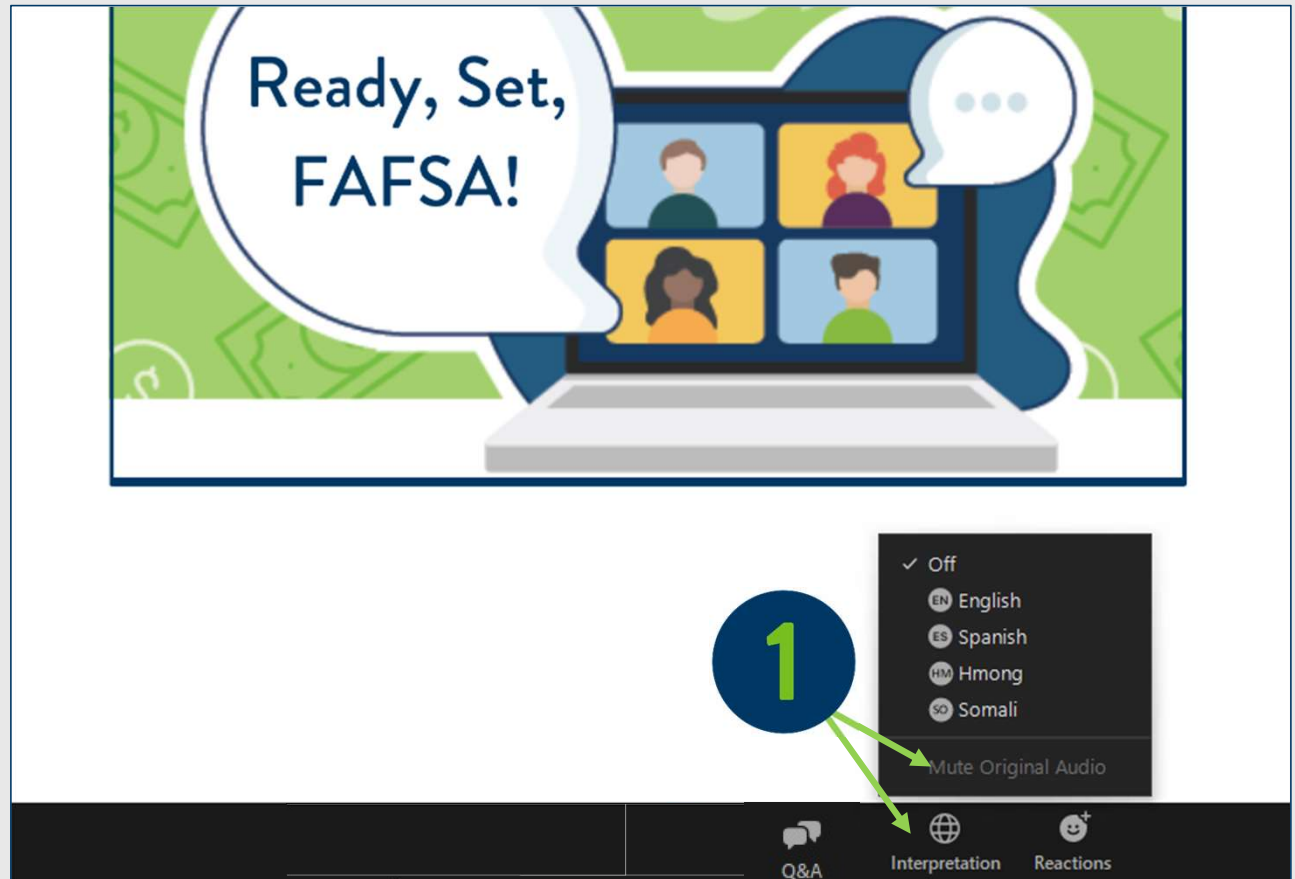 Ready, Set,
FAFSA!
✓ Off
EN English
ES Spanish
HM Hmong
SO Somali
1
Mute Original Audio
Q&A
Interpretation
Reactions